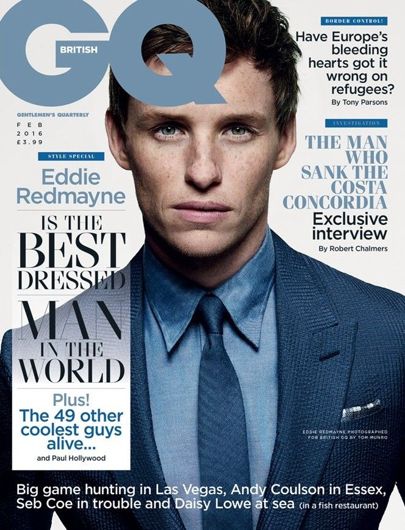 GQ
BRITISH
GENTLEMEN'S QUARTERLY
FEB
2016
£3.99
STYLE SPECIAL
Eddie
Redmayne
IS THE
BEST
DRESSED
MAN
IN THE
WORLD
Plus!
The 49 other
coolest guys
alive...
and Paul Hollywood
BORDER CONTROL!
Have Europe's
bleeding
hearts got it
wrong on
refugees?
By Tony Parsons
INVESTIGATION
THE MAN
WHO
SANK THE
COSTA
CONCORDIA
Exclusive
interview
By Robert Chalmers
EDDIE REDMAYNE PHOTOGRAPHED
FOR BRITISH GQ BY TOM MUNRO
Big game hunting in Las Vegas, Andy Coulson in Essex,
Seb Coe in trouble and Daisy Lowe at sea (in a fish restaurant)